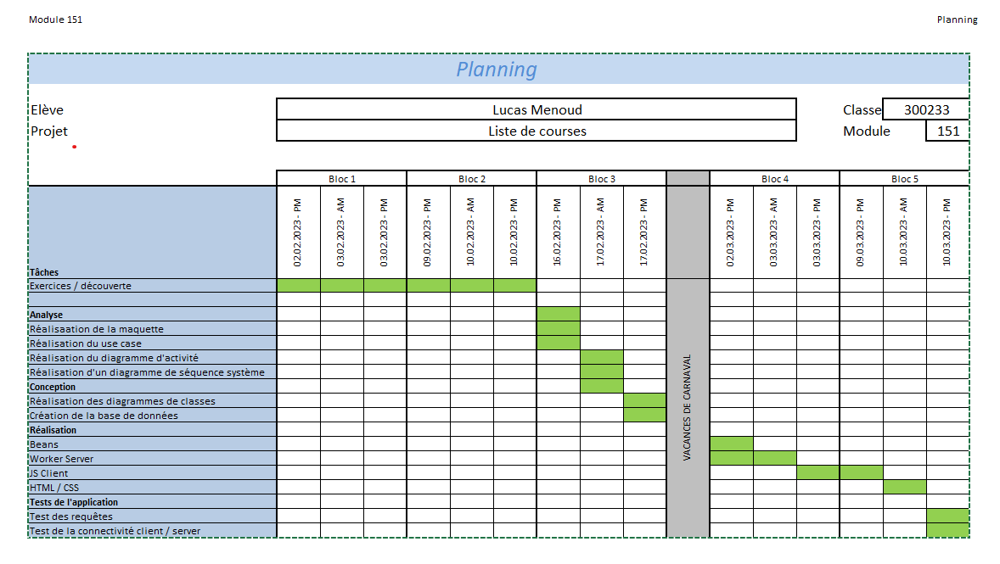 Module 151
Planning
Planning
Elève
Lucas Menoud
Classe
300233
Projet
Liste de courses
Module
151
Bloc 1
Bloc 2
Bloc 3
Bloc 4
Bloc 5
02.02.2023 - PM
03.02.2023 - AM
03.02.2023 - PM
09.02.2023 - PM
10.02.2023 - AM
10.02.2023 - PM
16.02.2023 - PM
17.02.2023 - AM
17.02.2023 - PM
VACANCES DE CARNAVAL
02.03.2023 - PM
03.03.2023 - AM
03.03.2023 - PM
09.03.2023 - PM
10.03.2023 - AM
10.03.2023 - PM
Tâches
Exercices / découverte
Analyse
Réalisaation de la maquette
Réalisation du use case
Réalisation du diagramme d'activité
Réalisation d'un diagramme de séquence système
Conception
Réalisation des diagrammes de classes
Création de la base de données
Réalisation
Beans
Worker Server
JS Client
HTML / CSS
Tests de l'application
Test des requêtes
Test de la connectivité client / server